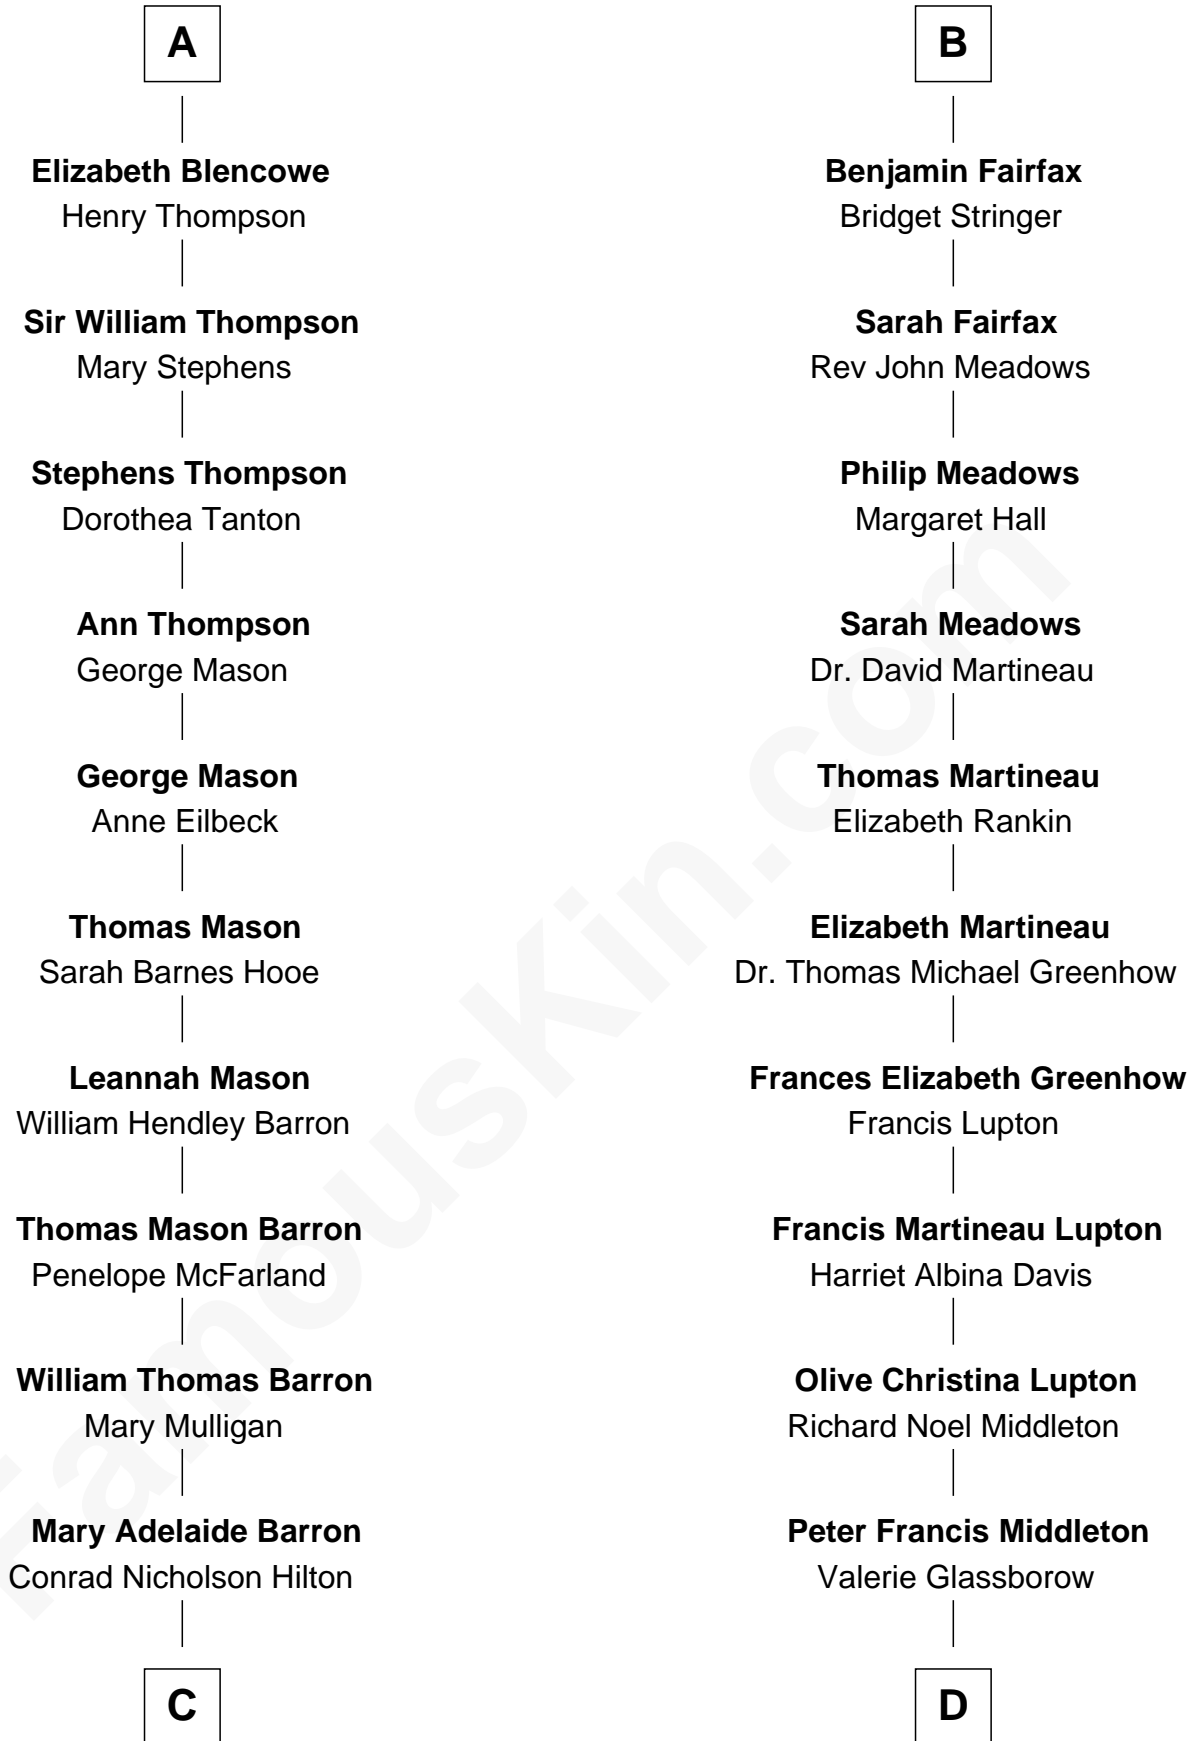 A
Elizabeth Blencowe
Henry Thompson
Sir William Thompson
Mary Stephens
Stephens Thompson
Dorothea Tanton
Ann Thompson
George Mason
George Mason
Anne Eilbeck
Thomas Mason
Sarah Barnes Hooe
Leannah Mason
William Hendley Barron
Thomas Mason Barron
Penelope McFarland
William Thomas Barron
Mary Mulligan
Mary Adelaide Barron
Conrad Nicholson Hilton
C
B
Benjamin Fairfax
Bridget Stringer
Sarah Fairfax
Rev John Meadows
Philip Meadows
Margaret Hall
Sarah Meadows
Dr. David Martineau
Thomas Martineau
Elizabeth Rankin
Elizabeth Martineau
Dr. Thomas Michael Greenhow
Frances Elizabeth Greenhow
Francis Lupton
Francis Martineau Lupton
Harriet Albina Davis
Olive Christina Lupton
Richard Noel Middleton
Peter Francis Middleton
Valerie Glassborow
D
FamousKin.com